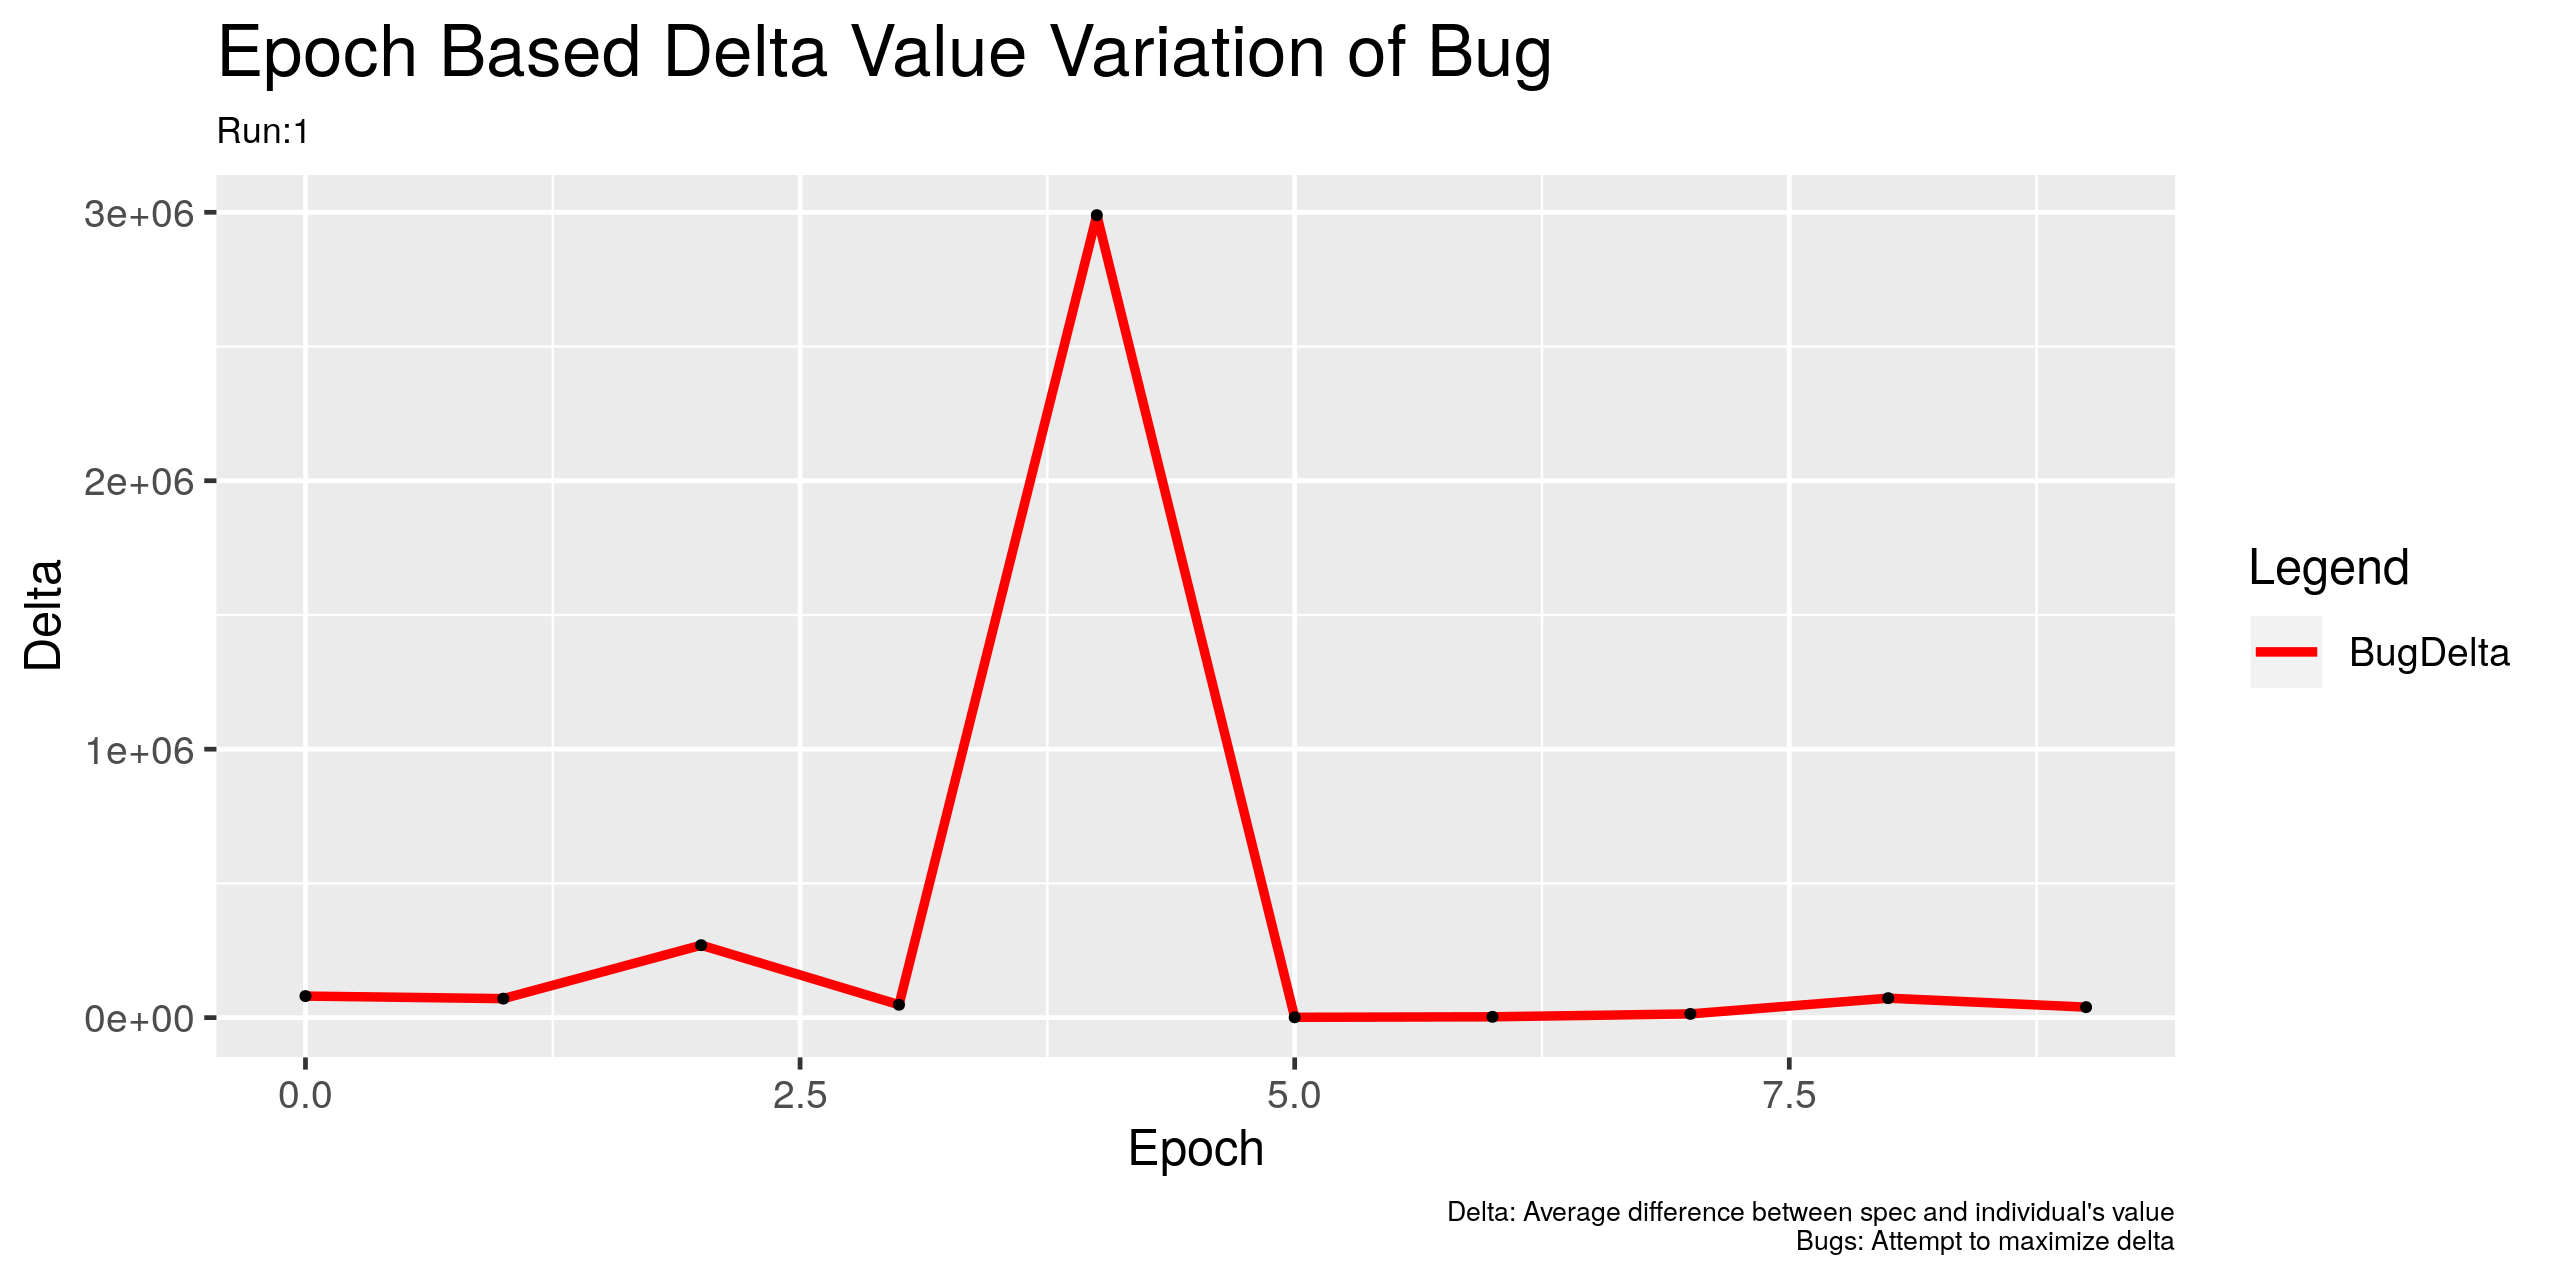 Epoch Based Delta Value Variation of Bug
Run:1
3e+06
2e+06
1e+06
0e+00
Delta
0.0
2.5
5.0
7.5
Epoch
Legend
BugDelta
Delta: Average difference between spec and individual's value
Bugs: Attempt to maximize delta